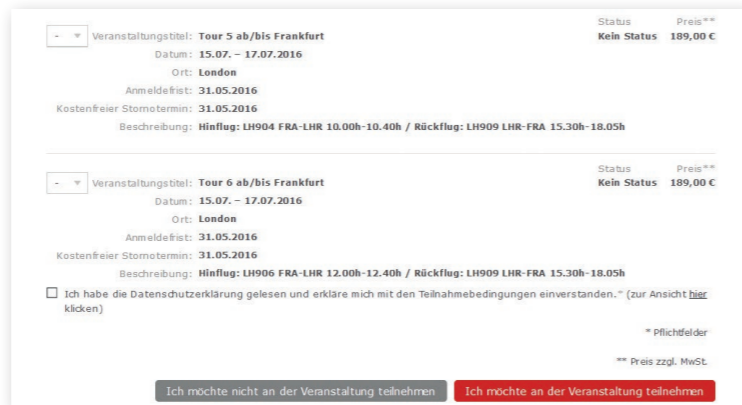 Status Preis**
- Veranstaltungstitel: Tour 5 ab/bis Frankfurt Kein Status 189,00 €
Datum: 15.07. – 17.07.2016
Ort: London
Anmeldefrist: 31.05.2016
Kostenfreier Stornotermin: 31.05.2016
Beschreibung: Hinflug: LH904 FRA-LHR 10.00h-10.40h / Rückflug: LH909 LHR-FRA 15.30h-18.05h
Status Preis**
- Veranstaltungstitel: Tour 6 ab/bis Frankfurt Kein Status 189,00 €
Datum: 15.07. – 17.07.2016
Ort: London
Anmeldefrist: 31.05.2016
Kostenfreier Stornotermin: 31.05.2016
Beschreibung: Hinflug: LH906 FRA-LHR 12.00h-12.40h / Rückflug: LH909 LHR-FRA 15.30h-18.05h
Ich habe die Datenschutzerklärung gelesen und erkläre mich mit den Teilnahmebedingungen einverstanden.* (zur Ansicht hier
klicken)
* Pflichtfelder
** Preis zzgl. MwSt.
Ich möchte nicht an der Veranstaltung teilnehmen Ich möchte an der Veranstaltung teilnehmen